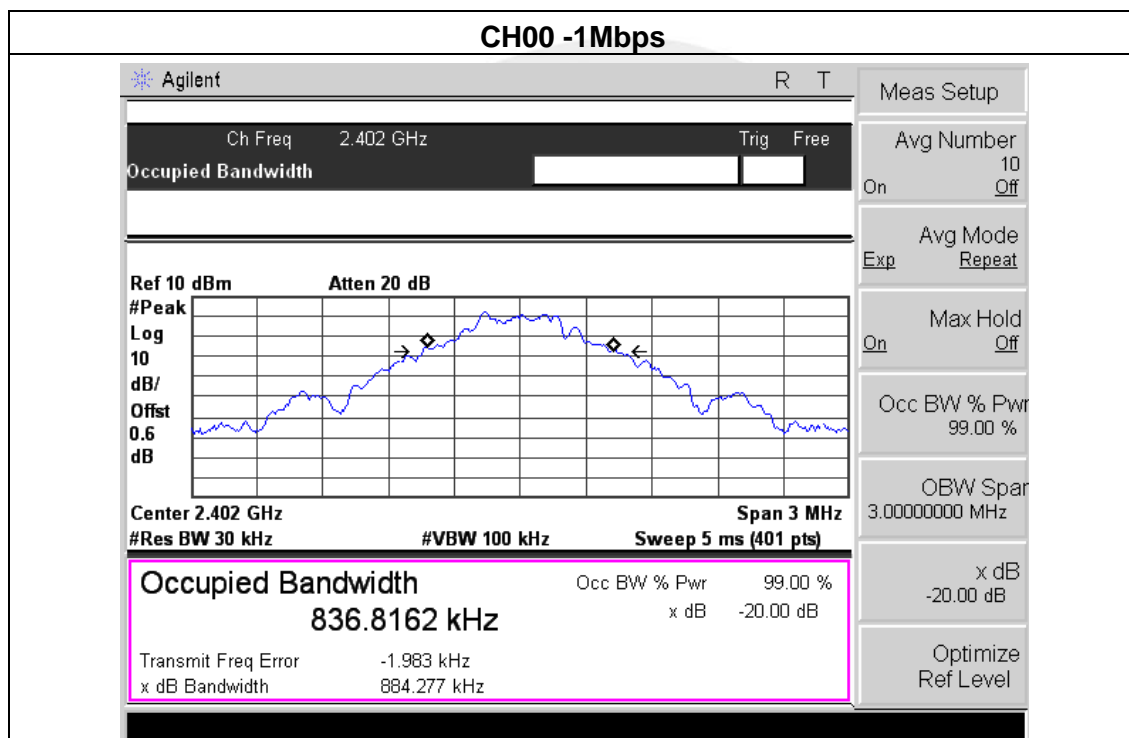 CH00 -1Mbps
Agilent R T
Ch Freq 2.402 GHz Trig Free
Occupied Bandwidth
Ref 10 dBm Atten 20 dB
#Peak
Log
10
dB/
Offst
0.6
dB
Center 2.402 GHz Span 3 MHz
#Res BW 30 kHz #VBW 100 kHz Sweep 5 ms (401 pts)
Occupied Bandwidth Occ BW % Pwr 99.00 %
836.8162 kHz x dB -20.00 dB
Transmit Freq Error -1.983 kHz
x dB Bandwidth 884.277 kHz
Meas Setup
Avg Number
10
On Off
Avg Mode
Exp Repeat
Max Hold
On Off
Occ BW % Pwr
99.00 %
OBW Span
3.00000000 MHz
x dB
-20.00 dB
Optimize
Ref Level